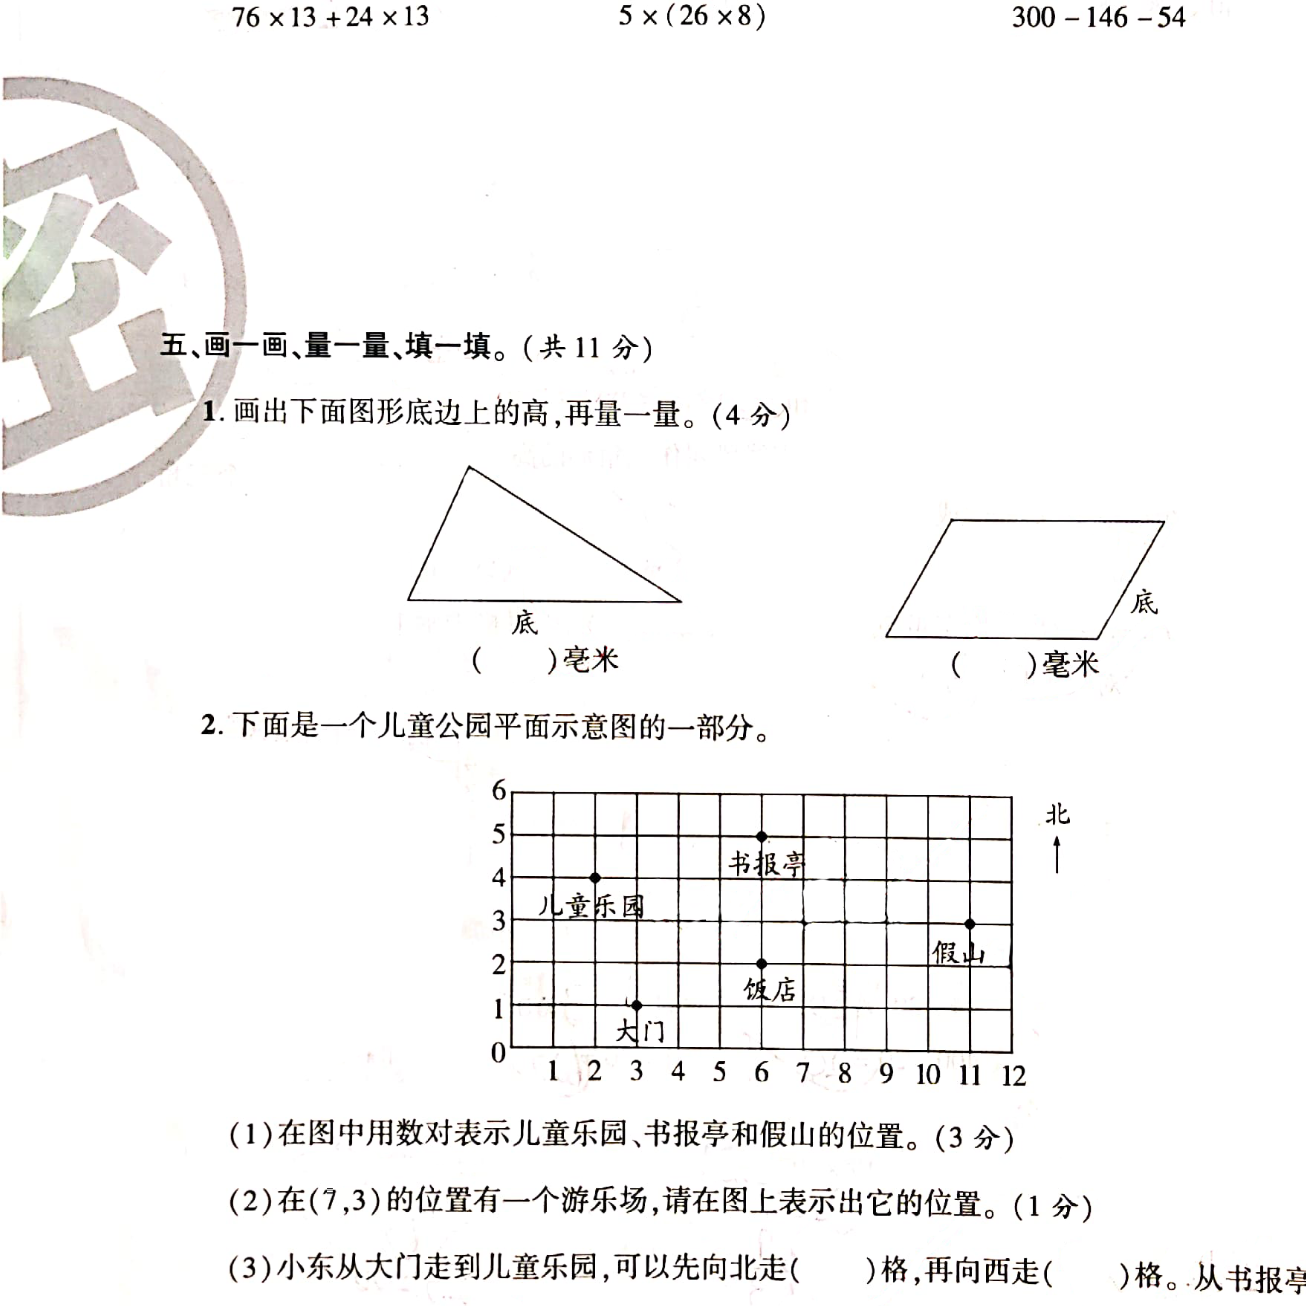 76×13+24×13 5×(26×8) 300-146-54
密
五、画一画、量一量、填一填。(共11分)
1. 画出下面图形底边上的高,再量一量。(4分)
底
底
( )毫米 ( )毫米
2. 下面是一个儿童公园平面示意图的一部分。
6
北
5
书报亭
4
儿童乐园
3
假山
2
饭店
1
大门
0
1 2 3 4 5 6 7 8 9 10 11 12
(1)在图中用数对表示儿童乐园、书报亭和假山的位置。(3分)
(2)在(7,3)的位置有一个游乐场,请在图上表示出它的位置。(1分)
(3)小东从大门走到儿童乐园,可以先向北走( )格,再向西走( )格。从书报亭